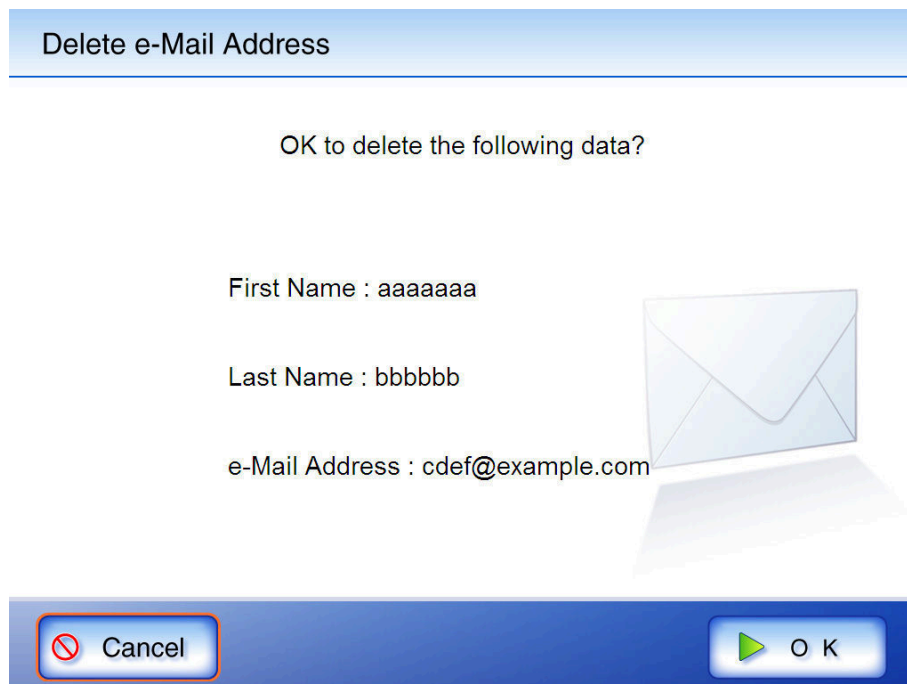 Delete e-Mail Address
OK to delete the following data?
First Name : aaaaaaa
Last Name : bbbbbb
e-Mail Address : cdef@example.com
Cancel
O K